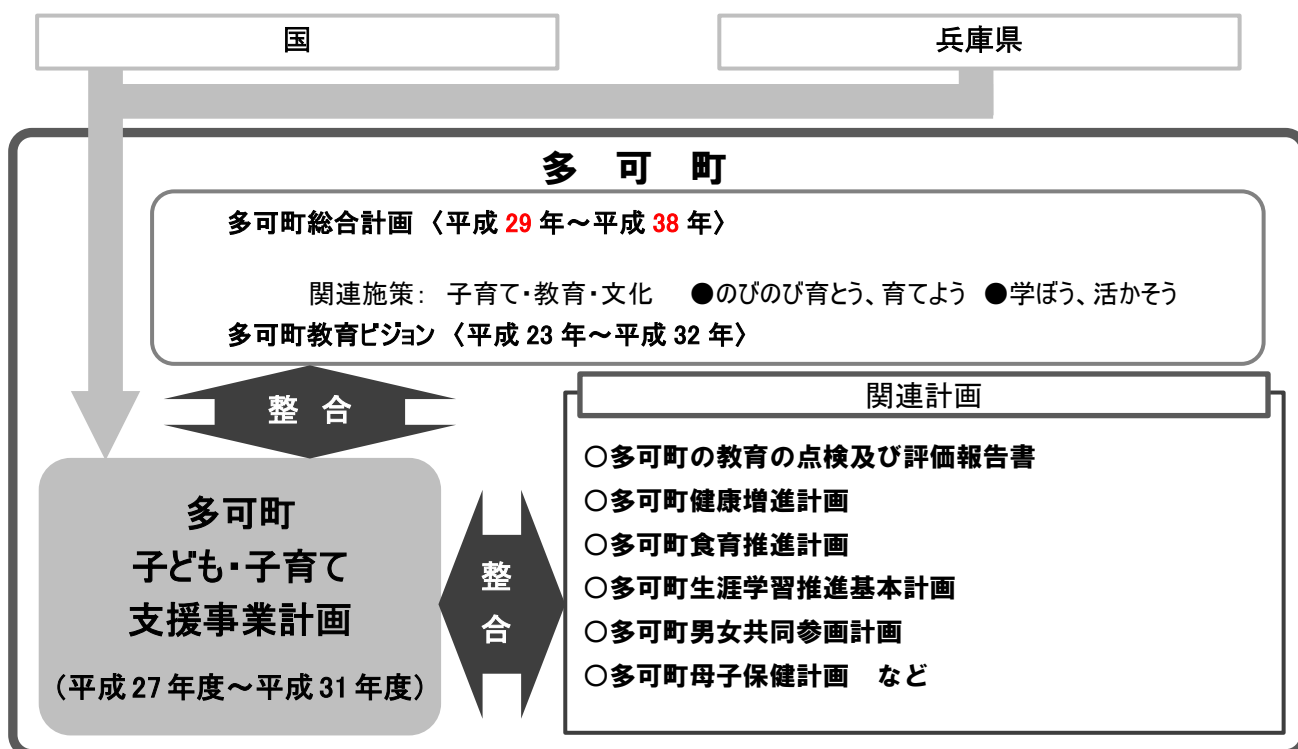 国
兵庫県
多 可 町
多可町総合計画 〈平成 29 年～平成 38 年〉
関連施策： 子育て・教育・文化 ●のびのび育とう、育てよう ●学ぼう、活かそう
多可町教育ビジョン 〈平成 23 年～平成 32 年〉
整 合
関連計画
○多可町の教育の点検及び評価報告書
○多可町健康増進計画
○多可町食育推進計画
○多可町生涯学習推進基本計画
○多可町男女共同参画計画
○多可町母子保健計画 など
整
合
多可町
子ども・子育て
支援事業計画
（平成 27 年度～平成 31 年度）